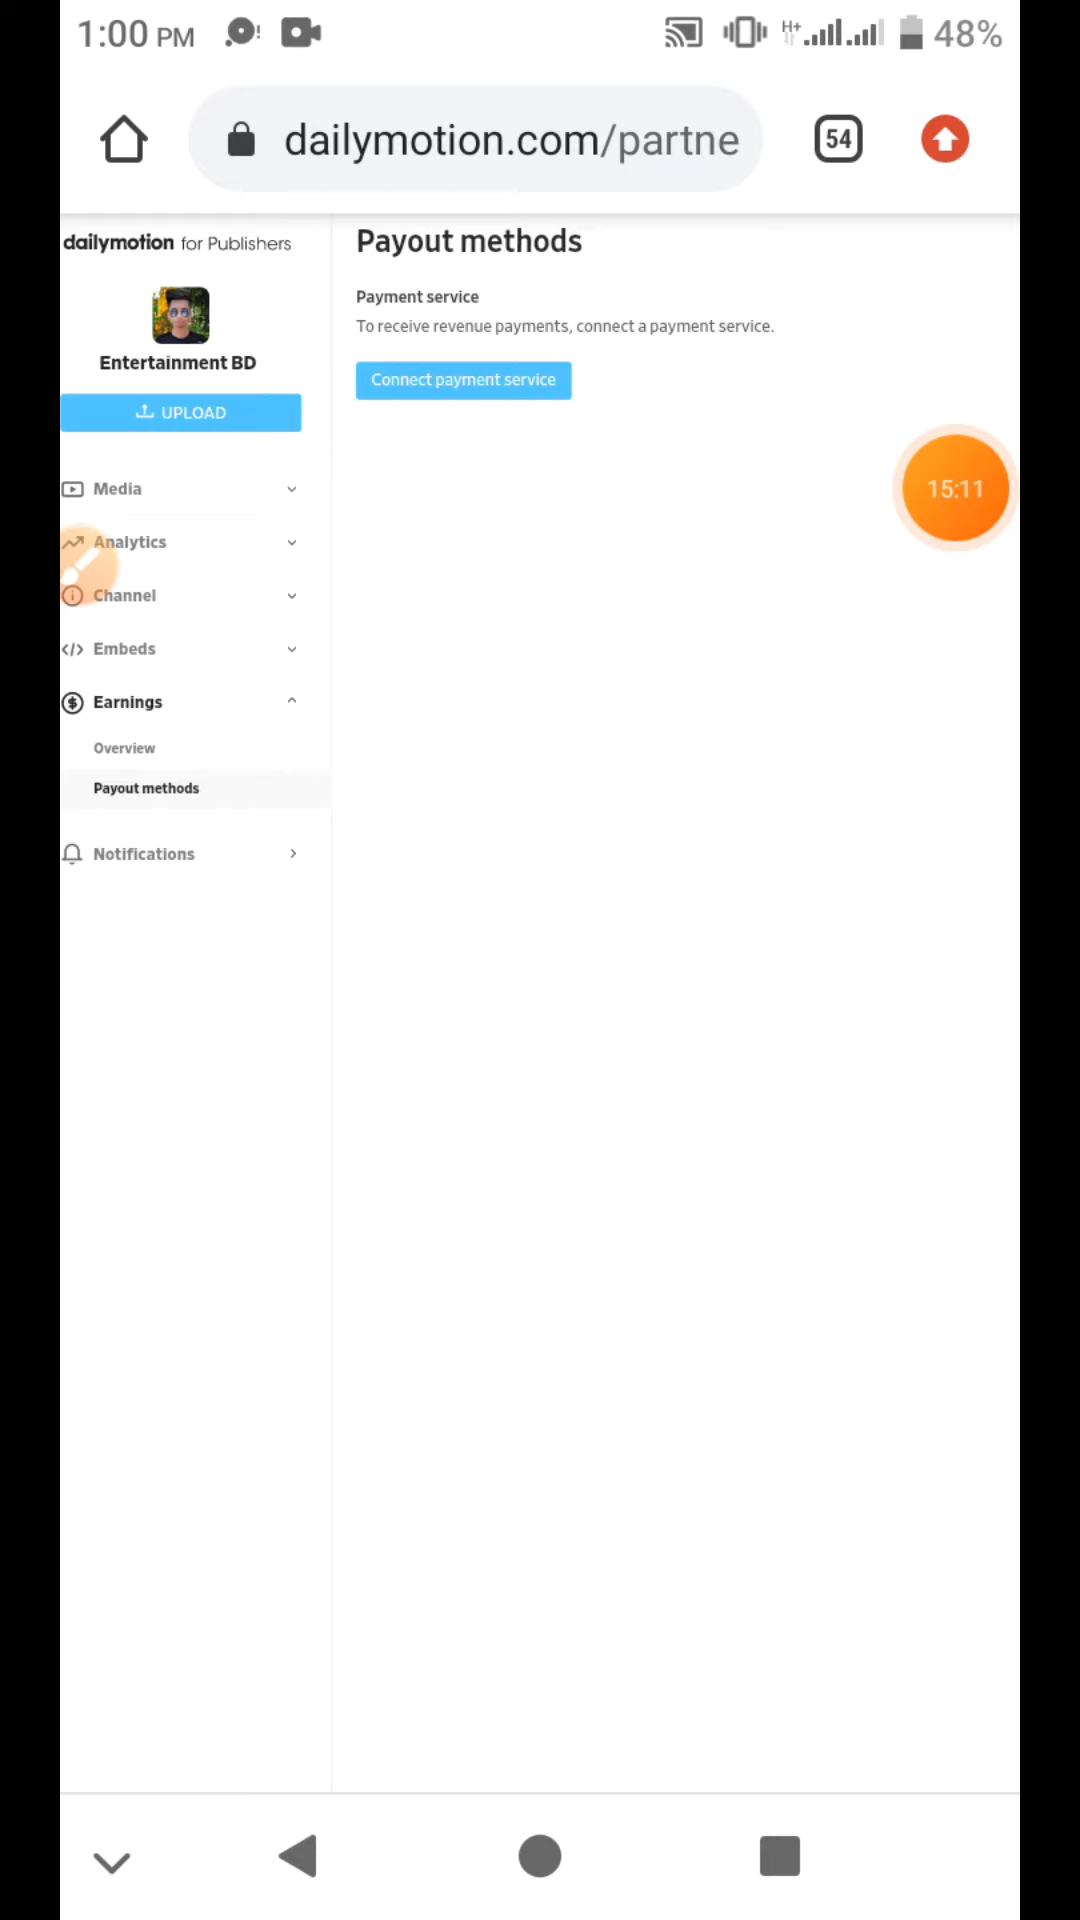 1:00 PM
H+
48%
dailymotion.com/partne
54
dailymotion for Publishers
Entertainment BD
UPLOAD
Media
Analytics
Channel
Embeds
Earnings
Overview
Payout methods
Notifications
Payout methods
Payment service
To receive revenue payments, connect a payment service.
Connect payment service
15:11